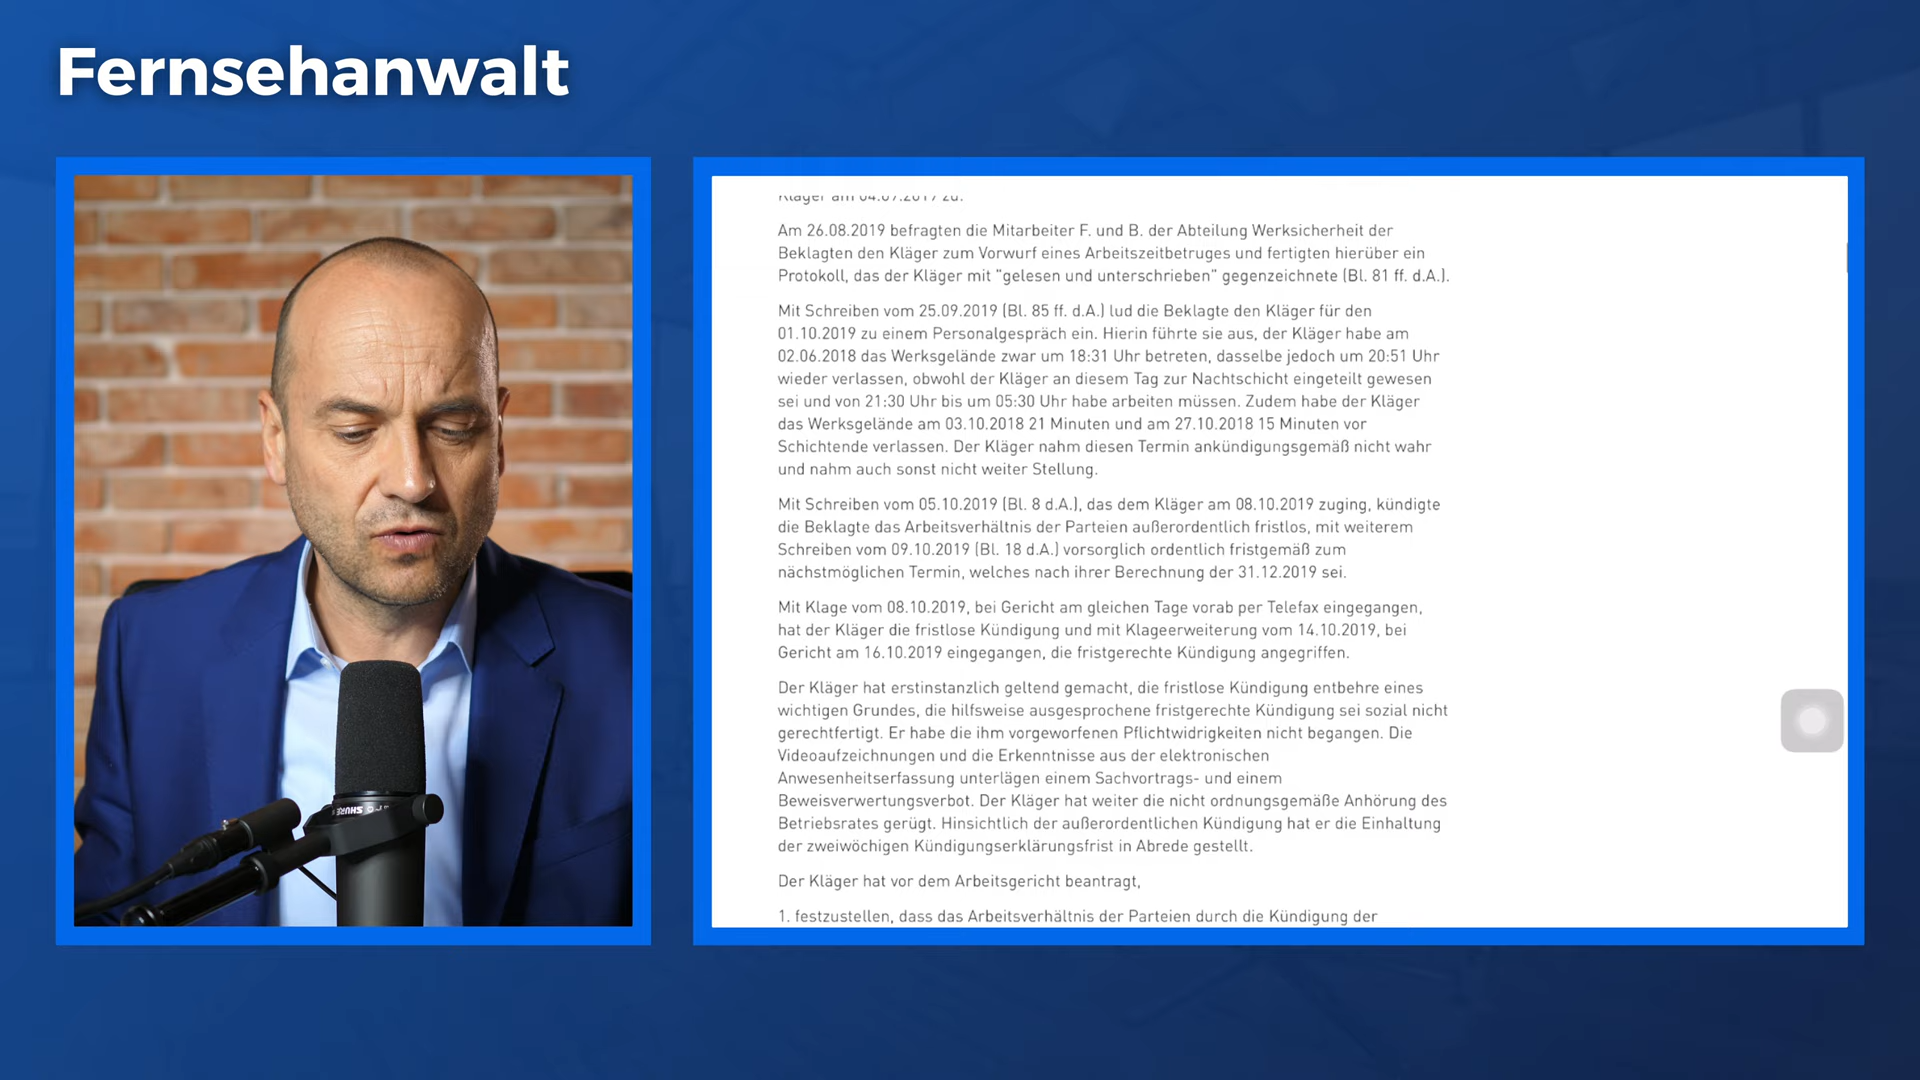 Fernsehanwalt
Kläger am 04.09.2019 zu.
Am 26.08.2019 befragten die Mitarbeiter F. und B. der Abteilung Werksicherheit der
Beklagten den Kläger zum Vorwurf eines Arbeitszeitbetruges und fertigten hierüber ein
Protokoll, das der Kläger mit "gelesen und unterschrieben" gegenzeichnete (Bl. 81 ff. d.A.).
Mit Schreiben vom 25.09.2019 (Bl. 85 ff. d.A.) lud die Beklagte den Kläger für den
01.10.2019 zu einem Personalgespräch ein. Hierin führte sie aus, der Kläger habe am
02.06.2018 das Werksgelände zwar um 18:31 Uhr betreten, dasselbe jedoch um 20:51 Uhr
wieder verlassen, obwohl der Kläger an diesem Tag zur Nachtschicht eingeteilt gewesen
sei und von 21:30 Uhr bis um 05:30 Uhr habe arbeiten müssen. Zudem habe der Kläger
das Werksgelände am 03.10.2018 21 Minuten und am 27.10.2018 15 Minuten vor
Schichtende verlassen. Der Kläger nahm diesen Termin ankündigungsgemäß nicht wahr
und nahm auch sonst nicht weiter Stellung.
Mit Schreiben vom 05.10.2019 (Bl. 8 d.A.), das dem Kläger am 08.10.2019 zuging, kündigte
die Beklagte das Arbeitsverhältnis der Parteien außerordentlich fristlos, mit weiterem
Schreiben vom 09.10.2019 (Bl. 18 d.A.) vorsorglich ordentlich fristgemäß zum
nächstmöglichen Termin, welches nach ihrer Berechnung der 31.12.2019 sei.
Mit Klage vom 08.10.2019, bei Gericht am gleichen Tage vorab per Telefax eingegangen,
hat der Kläger die fristlose Kündigung und mit Klageerweiterung vom 14.10.2019, bei
Gericht am 16.10.2019 eingegangen, die fristgerechte Kündigung angegriffen.
Der Kläger hat erstinstanzlich geltend gemacht, die fristlose Kündigung entbehre eines
wichtigen Grundes, die hilfsweise ausgesprochene fristgerechte Kündigung sei sozial nicht
gerechtfertigt. Er habe die ihm vorgeworfenen Pflichtwidrigkeiten nicht begangen. Die
Videoaufzeichnungen und die Erkenntnisse aus der elektronischen
Anwesenheitserfassung unterlägen einem Sachvortrags- und einem
Beweisverwertungsverbot. Der Kläger hat weiter die nicht ordnungsgemäße Anhörung des
Betriebsrates gerügt. Hinsichtlich der außerordentlichen Kündigung hat er die Einhaltung
der zweiwöchigen Kündigungserklärungsfrist in Abrede gestellt.
Der Kläger hat vor dem Arbeitsgericht beantragt,
1. festzustellen, dass das Arbeitsverhältnis der Parteien durch die Kündigung der
SHURE